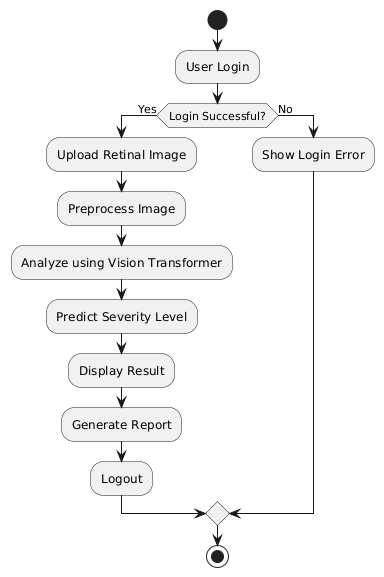 User Login
Login Successful?
Yes
No
Upload Retinal Image
Show Login Error
Preprocess Image
Analyze using Vision Transformer
Predict Severity Level
Display Result
Generate Report
Logout